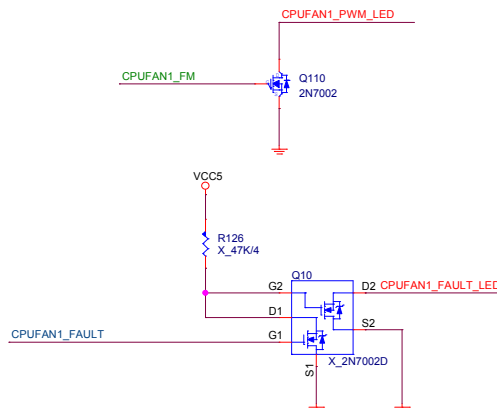 CPUFAN1_PWM_LED
Q110
CPUFAN1_FM
2N7002
VCC5
R126
X_47K/4
Q10
G2
D2
CPUFAN1_FAULT_LED
D1
CPUFAN1_FAULT
G1
S2
S1
X_2N7002D